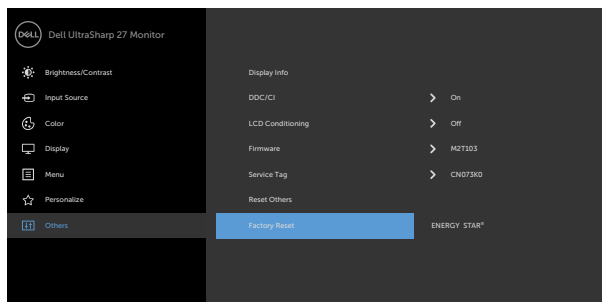 DELL Dell UltraSharp 27 Monitor
Brightness/Contrast Display Info
Input Source DDC/CI On
Color LCD Conditioning Off
Display Firmware M2T103
Menu Service Tag CN073K0
Personalize Reset Others
Others Factory Reset ENERGY STAR®